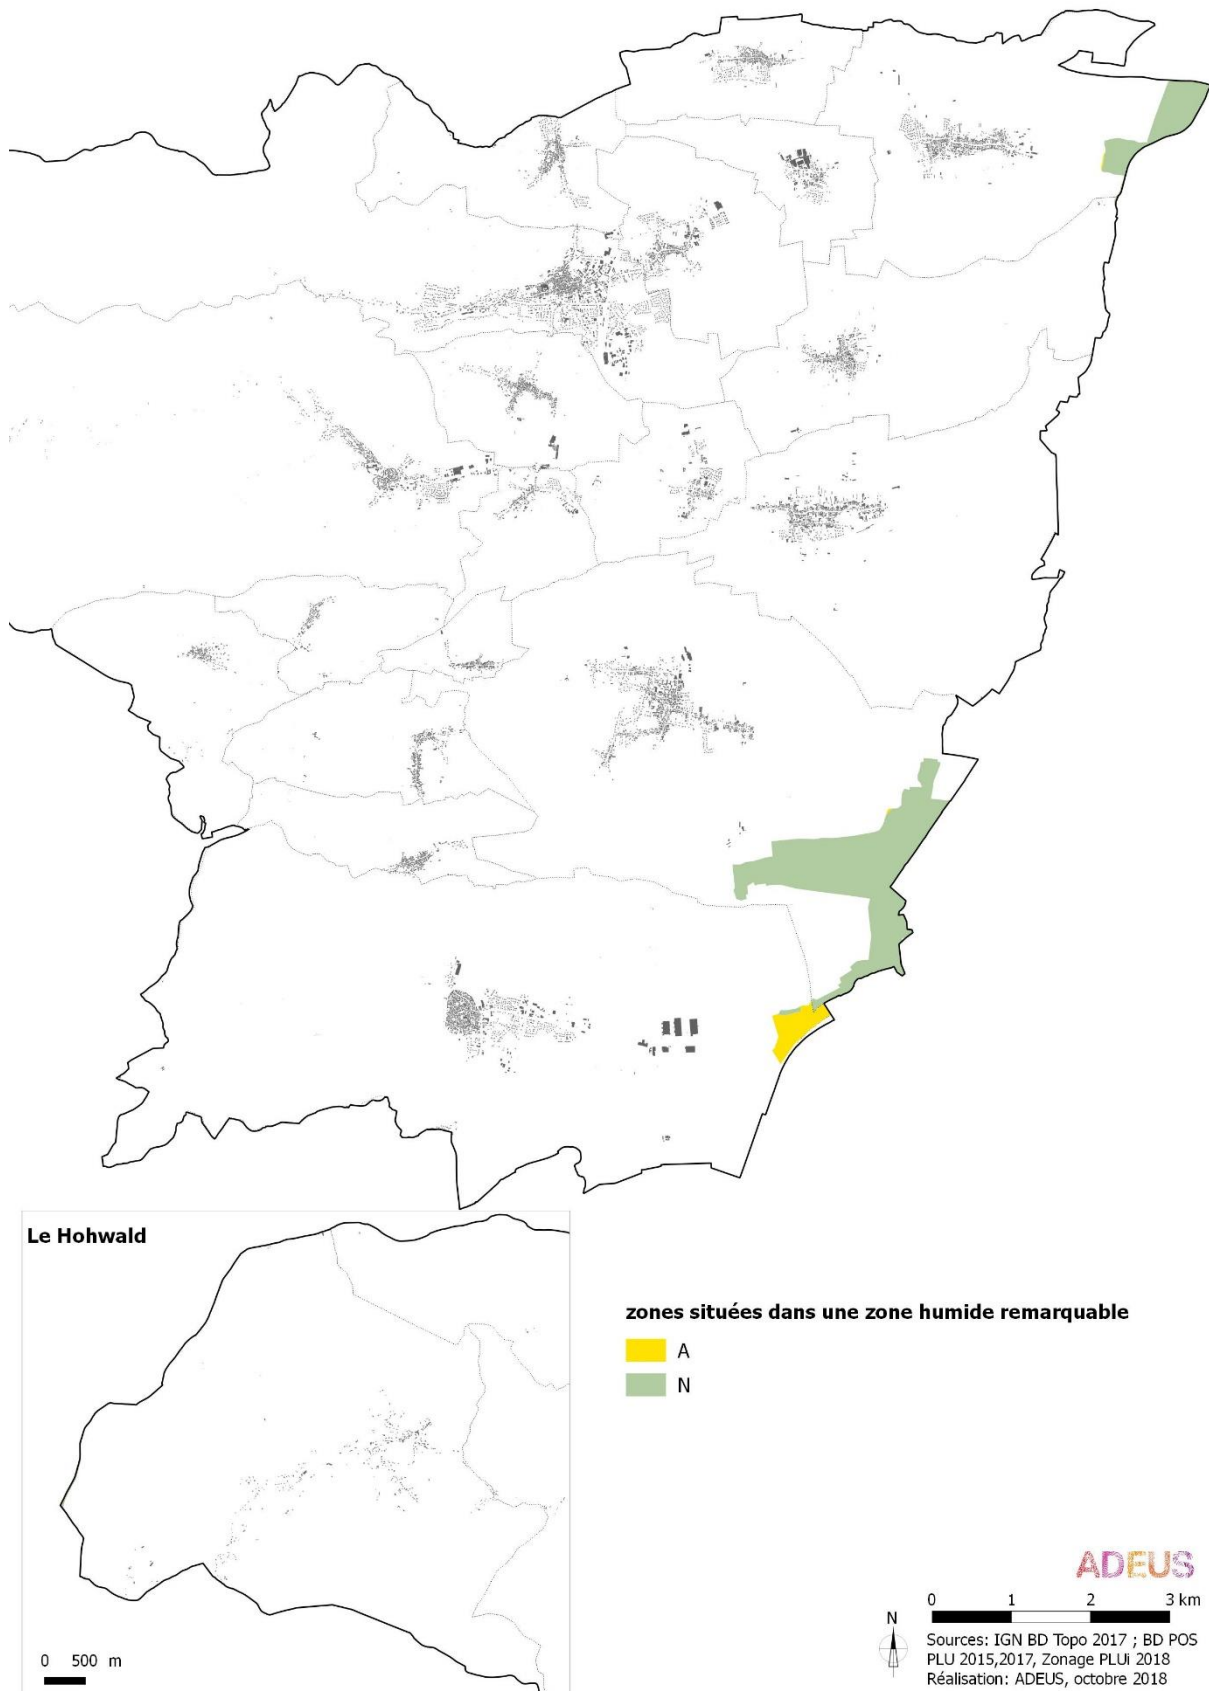 Le Hohwald
0 500 m
zones situées dans une zone humide remarquable
A
N
ADEUS
0 1 2 3 km
N
Sources: IGN BD Topo 2017 ; BD POS
PLU 2015,2017, Zonage PLUi 2018
Réalisation: ADEUS, octobre 2018